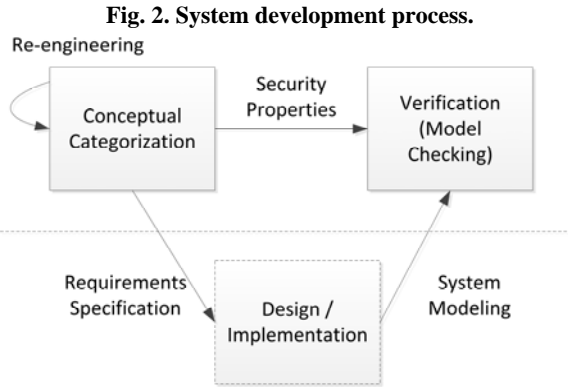 Fig. 2. System development process.
Re-engineering
Conceptual
Categorization
Security
Properties
Verification
(Model
Checking)
Requirements
Specification
Design /
Implementation
System
Modeling